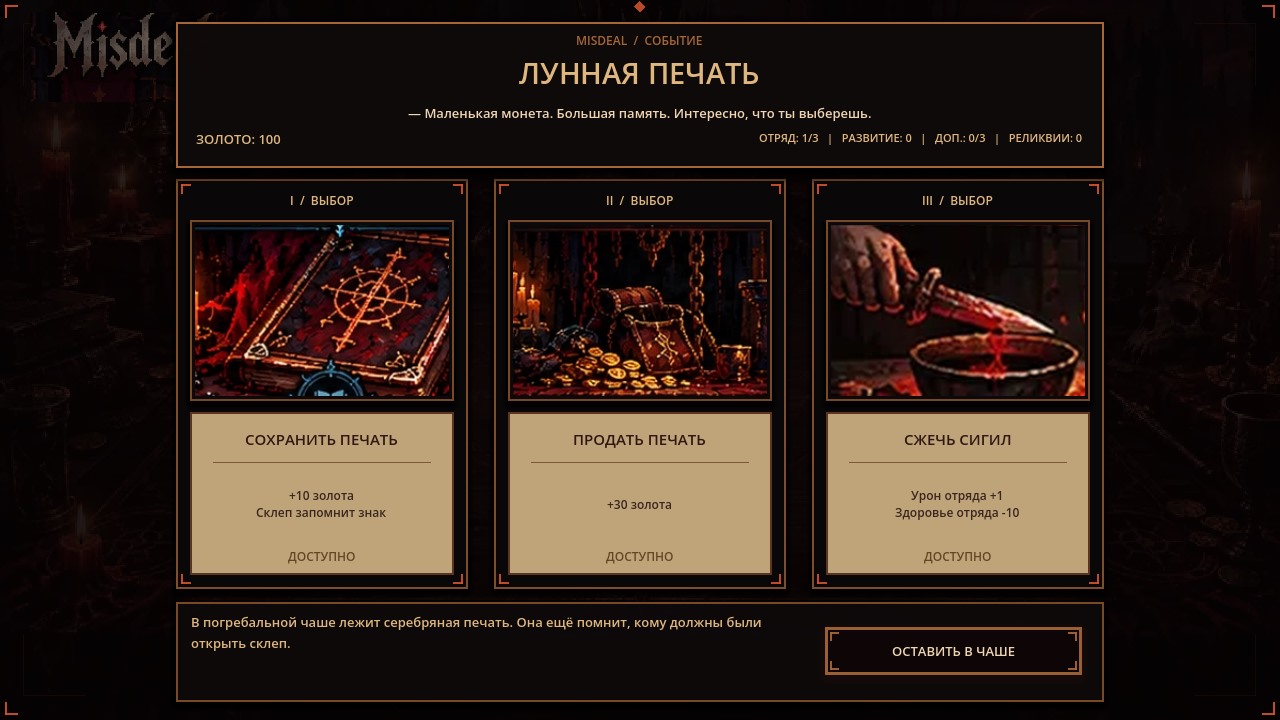 Misde
MISDEAL / СОБЫТИЕ
ЛУННАЯ ПЕЧАТЬ
— Маленькая монета. Большая память. Интересно, что ты выберешь.
ЗОЛОТО: 100
ОТРЯД: 1/3 | РАЗВИТИЕ: 0 | ДОП.: 0/3 | РЕЛИКВИИ: 0
I / ВЫБОР
СОХРАНИТЬ ПЕЧАТЬ
+10 золота
Склеп запомнит знак
ДОСТУПНО
II / ВЫБОР
ПРОДАТЬ ПЕЧАТЬ
+30 золота
ДОСТУПНО
III / ВЫБОР
СЖЕЧЬ СИГИЛ
Урон отряда +1
Здоровье отряда -10
ДОСТУПНО
В погребальной чаше лежит серебряная печать. Она ещё помнит, кому должны были
открыть склеп.
ОСТАВИТЬ В ЧАШЕ